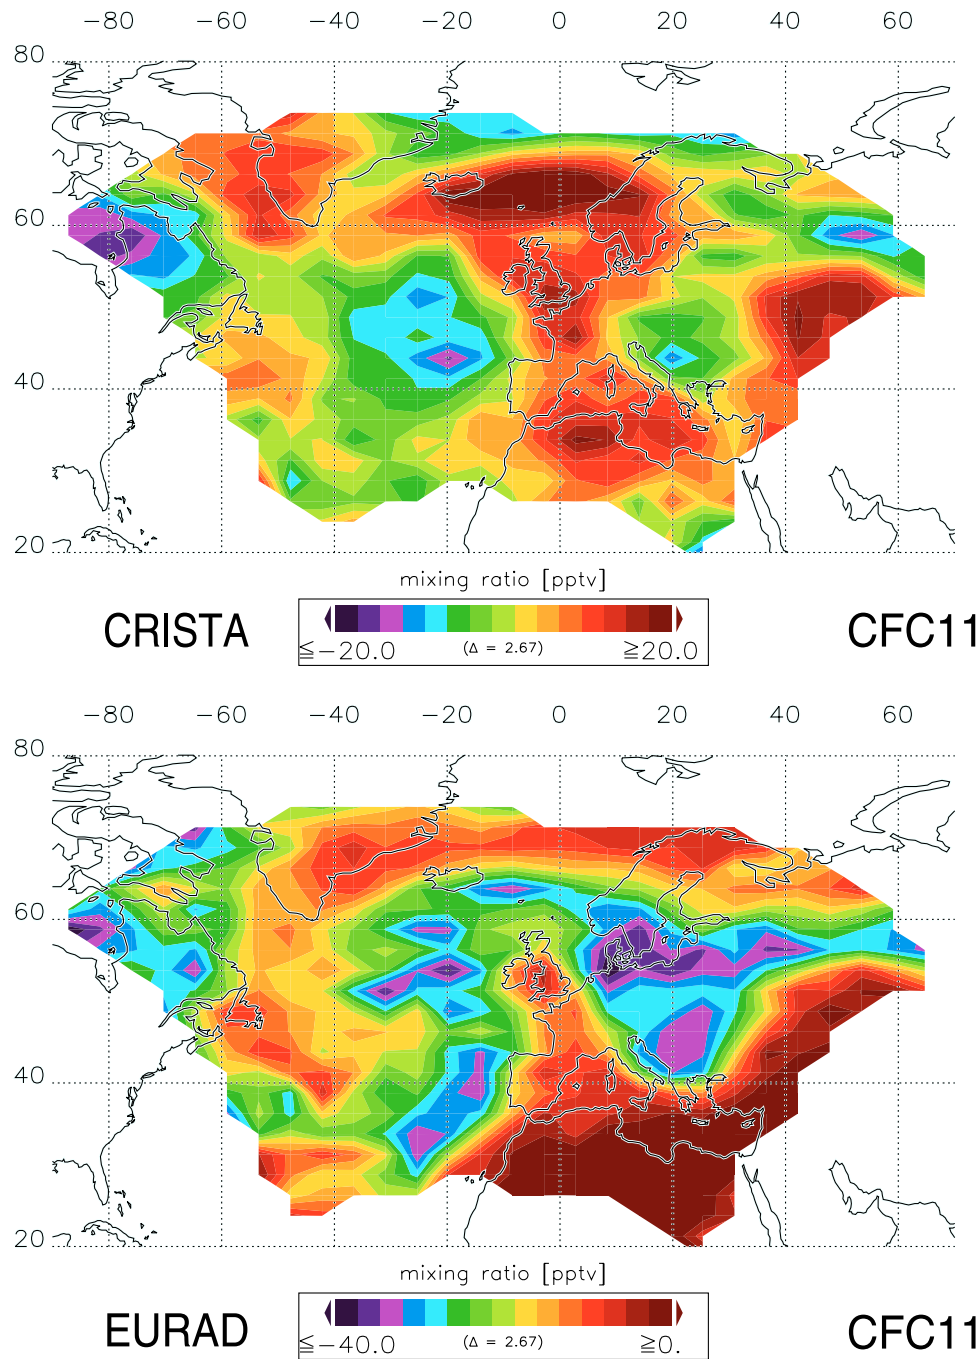 −80 −60 −40 −20 0 20 40 60
80
60
40
20
mixing ratio [pptv]
CRISTA
≦−20.0 (Δ = 2.67) ≧20.0
CFC11
−80 −60 −40 −20 0 20 40 60
80
60
40
20
mixing ratio [pptv]
EURAD
≦−40.0 (Δ = 2.67) ≧0.
CFC11